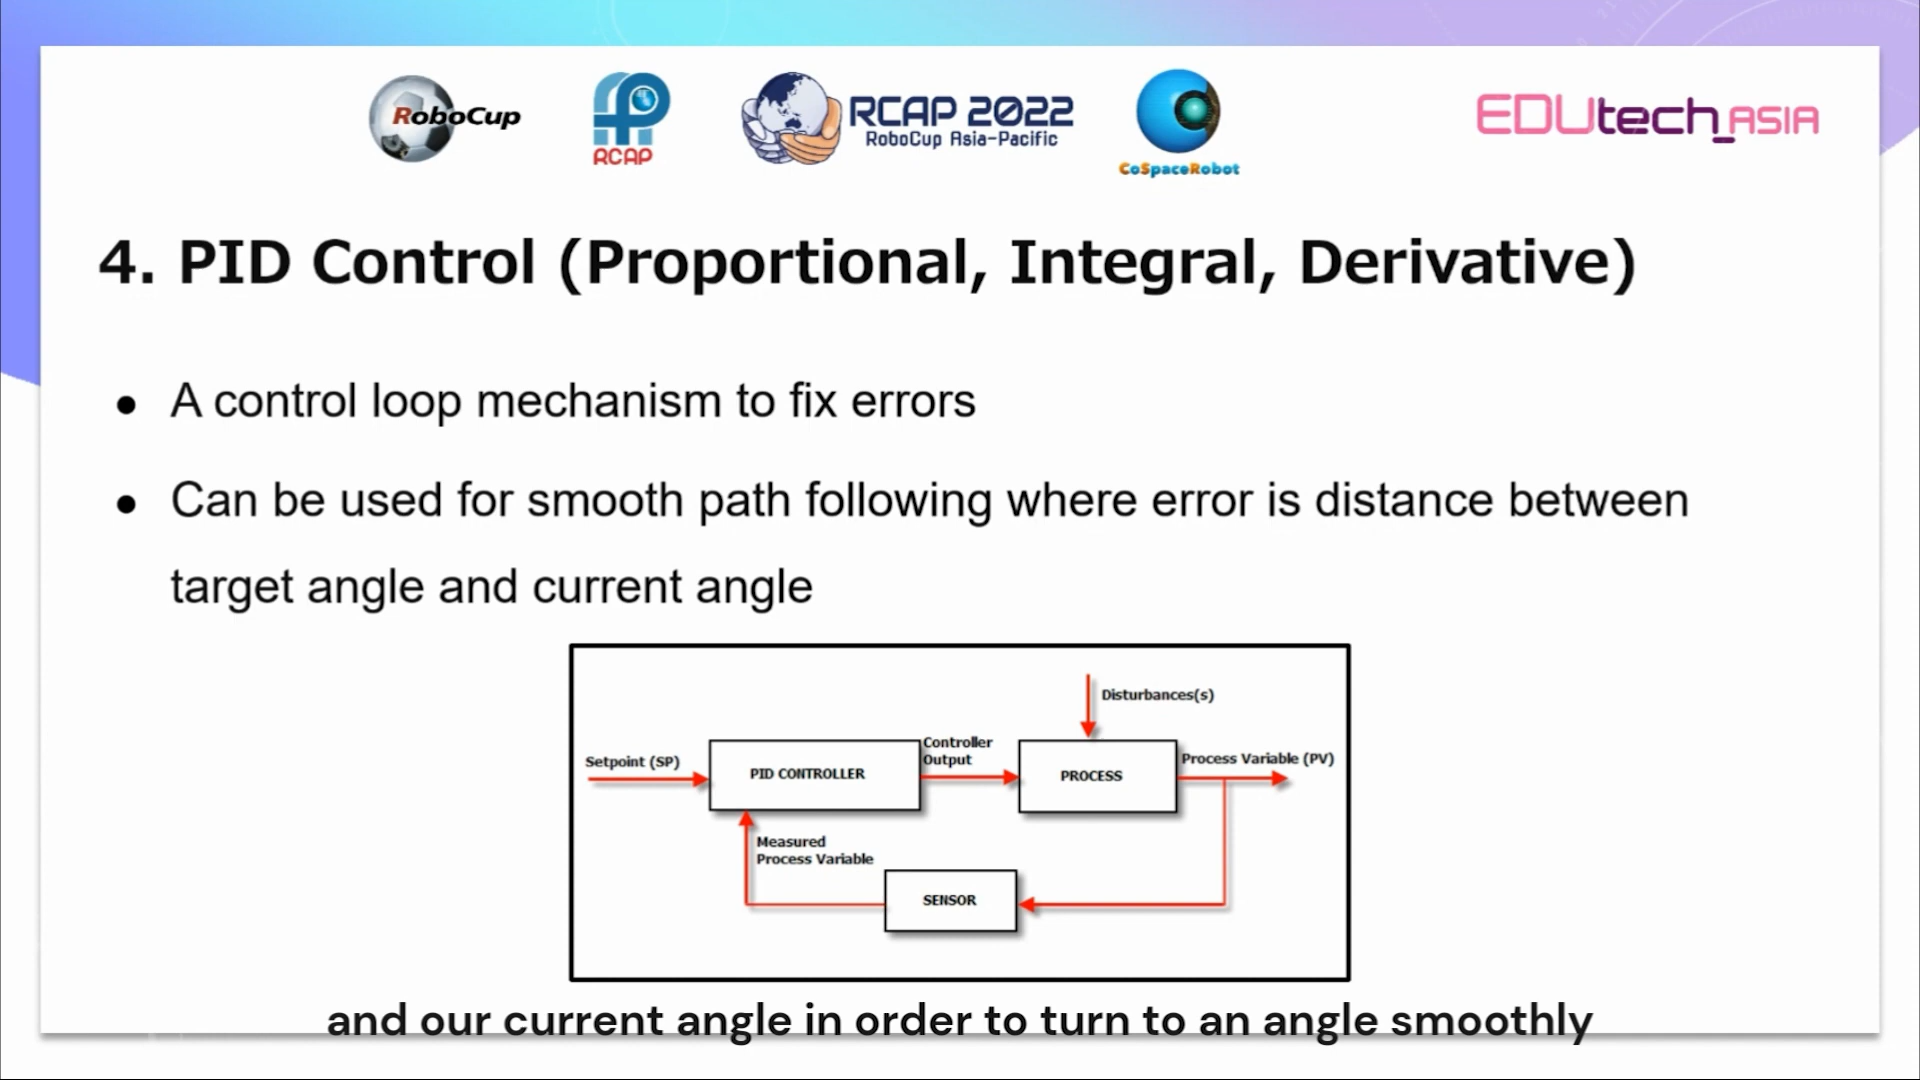 RoboCup
RCAP
RCAP 2022
RoboCup Asia-Pacific
CoSpaceRobot
EDUtech_ASIA
4. PID Control (Proportional, Integral, Derivative)
● A control loop mechanism to fix errors
● Can be used for smooth path following where error is distance between
target angle and current angle
Disturbances(s)
Setpoint (SP)
PID CONTROLLER
Controller
Output
PROCESS
Process Variable (PV)
Measured
Process Variable
SENSOR
and our current angle in order to turn to an angle smoothly